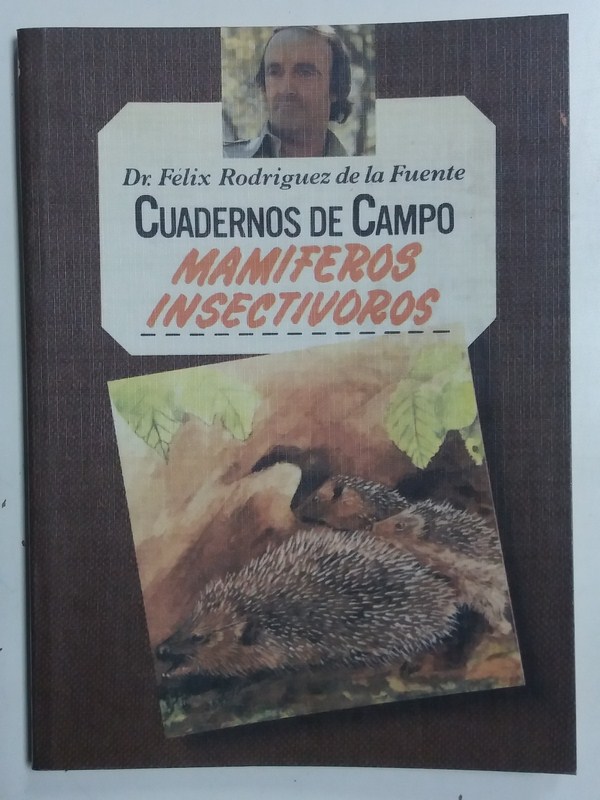 Dr. Félix Rodriguez de la Fuente
CUADERNOS DE CAMPO
MAMIFEROS
INSECTIVOROS